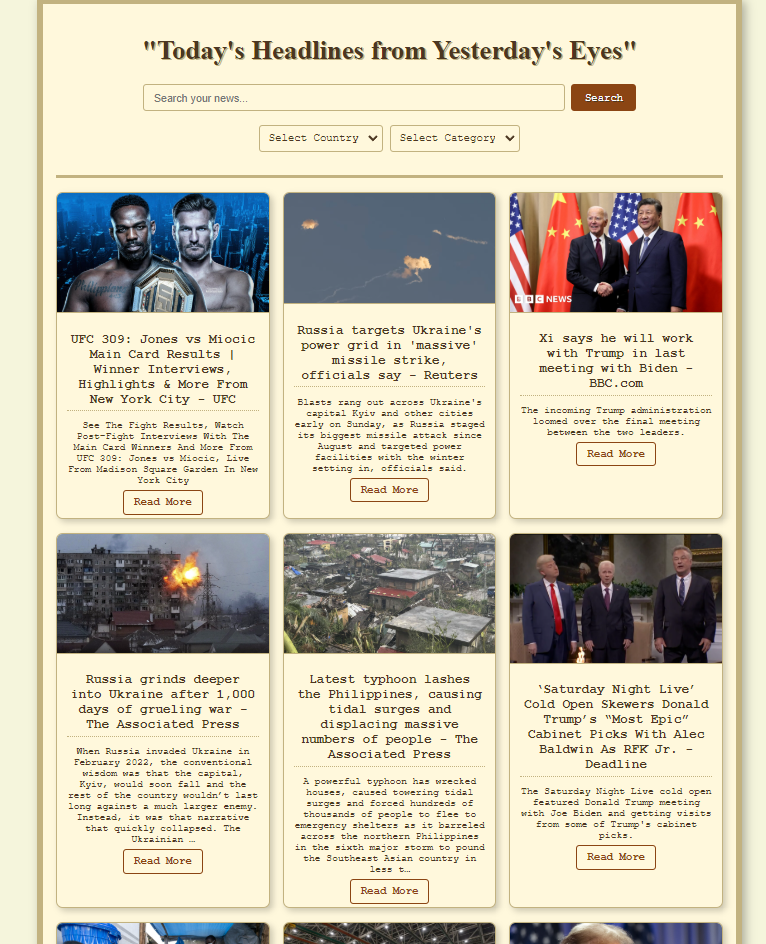 "Today's Headlines from Yesterday's Eyes"
Search your news...
Search
Select Country
Select Category
UFC 309: Jones vs Miocic
Main Card Results |
Winner Interviews,
Highlights & More From
New York City - UFC
See The Fight Results, Watch
Post-Fight Interviews With The
Main Card Winners And More From
UFC 309: Jones vs Miocic, Live
From Madison Square Garden In New
York City
Read More
Russia targets Ukraine's
power grid in 'massive'
missile strike,
officials say - Reuters
Blasts rang out across Ukraine's
capital Kyiv and other cities
early on Sunday, as Russia staged
its biggest missile attack since
August and targeted power
facilities with the winter
setting in, officials said.
Read More
BBC NEWS
Xi says he will work
with Trump in last
meeting with Biden -
BBC.com
The incoming Trump administration
loomed over the final meeting
between the two leaders.
Read More
Russia grinds deeper
into Ukraine after 1,000
days of grueling war -
The Associated Press
When Russia invaded Ukraine in
February 2022, the conventional
wisdom was that the capital,
Kyiv, would soon fall and the
rest of the country wouldn’t last
long against a much larger enemy.
Instead, it was that narrative
that quickly collapsed. The
Ukrainian …
Read More
Latest typhoon lashes
the Philippines, causing
tidal surges and
displacing massive
numbers of people - The
Associated Press
A powerful typhoon has wrecked
houses, caused towering tidal
surges and forced hundreds of
thousands of people to flee to
emergency shelters as it barreled
across the northern Philippines
in the sixth major storm to pound
the Southeast Asian country in
less t…
Read More
‘Saturday Night Live’
Cold Open Skewers Donald
Trump’s “Most Epic”
Cabinet Picks With Alec
Baldwin As RFK Jr. -
Deadline
The Saturday Night Live cold open
featured Donald Trump meeting
with Joe Biden and getting visits
from some of Trump's cabinet
picks.
Read More